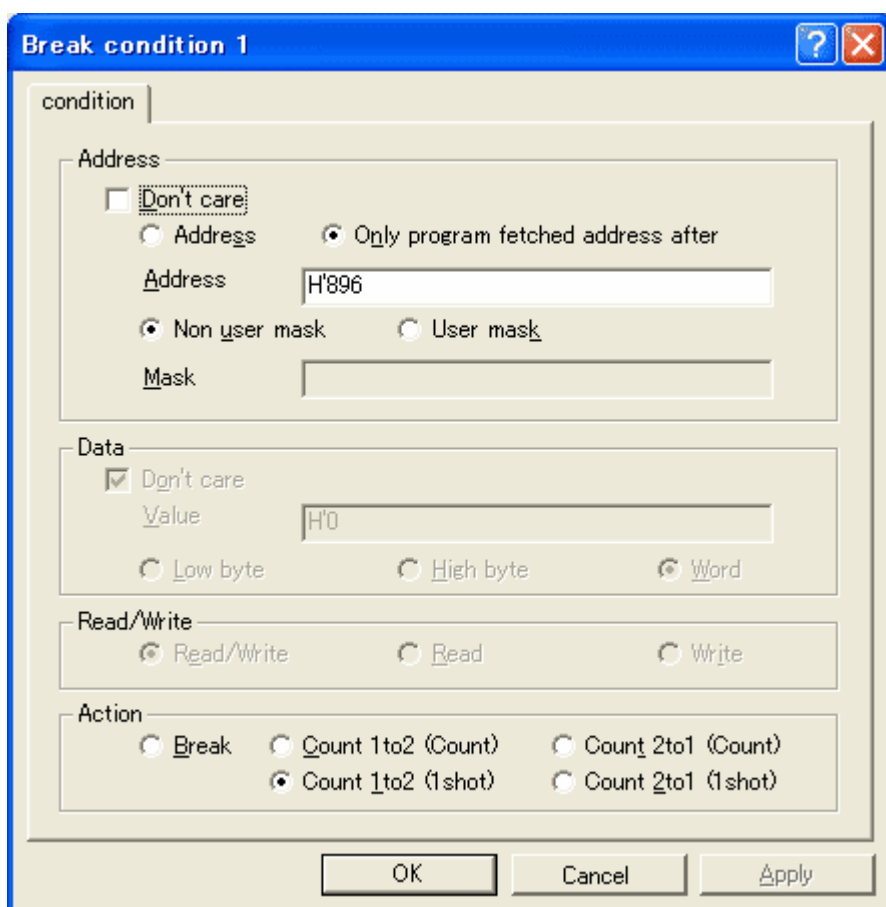 Break condition 1
condition
Address
Don't care
Address Only program fetched address after
Address H'896
Non user mask User mask
Mask
Data
Don't care
Value H'0
Low byte High byte Word
Read/Write
Read/Write Read Write
Action
Break Count 1to2 (Count) Count 2to1 (Count)
Count 1to2 (1shot) Count 2to1 (1shot)
OK Cancel Apply